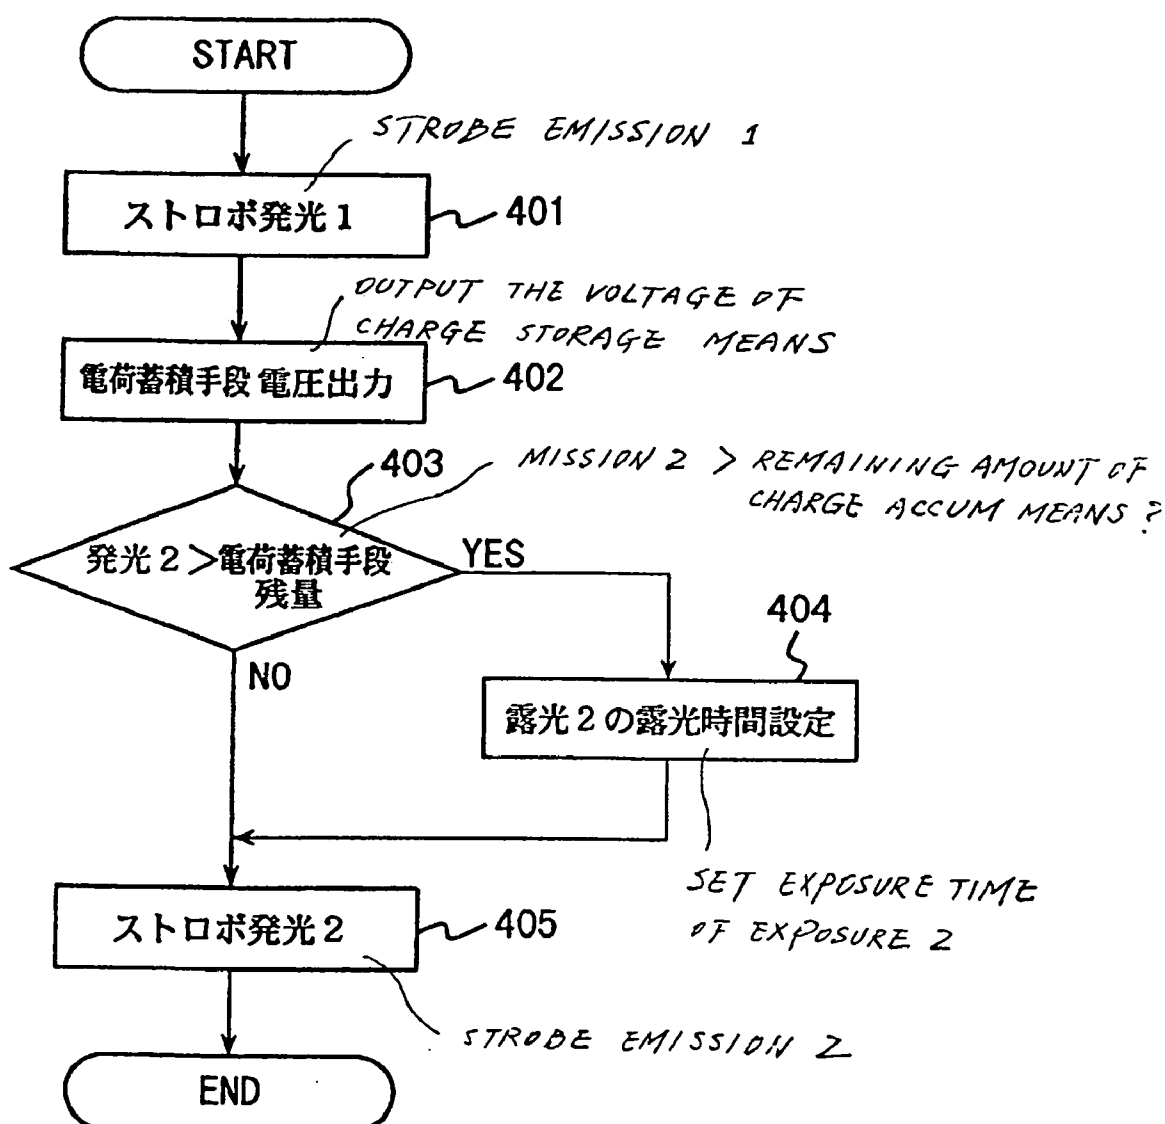 START
STROBE EMISSION 1
ストロボ発光1
401
OUTPUT THE VOLTAGE OF
CHARGE STORAGE MEANS
電荷蓄積手段電圧出力
402
403
MISSION 2 > REMAINING AMOUNT OF
CHARGE ACCUM MEANS?
発光2>電荷蓄積手段
残量
YES
404
NO
露光2の露光時間設定
SET EXPOSURE TIME
OF EXPOSURE 2
ストロボ発光2
405
STROBE EMISSION 2
END